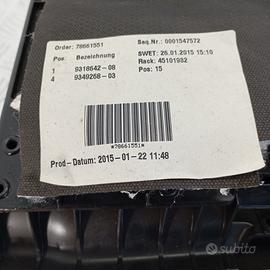 Order: 78661551 Seq.Nr.: 0001547572
Pos: Bezeichnung SWET: 26.01.2015 15:10
1 9318642-08 Rack: 45101932
4 9349268-03 Pos: 15
*78661551*
Prod-Datum: 2015-01-22 11:48
subito